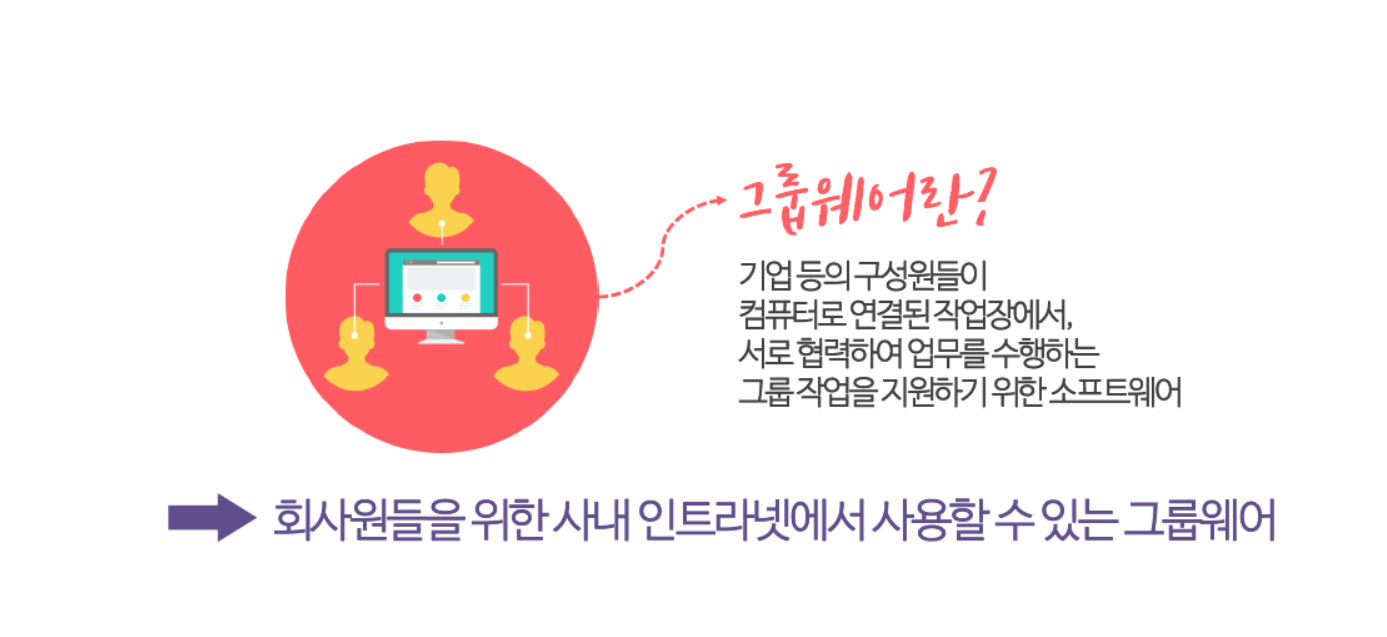 그룹웨어란?
기업 등의 구성원들이
컴퓨터로 연결된 작업장에서,
서로 협력하여 업무를 수행하는
그룹 작업을 지원하기 위한 소프트웨어
회사원들을 위한 사내 인트라넷에서 사용할 수 있는 그룹웨어